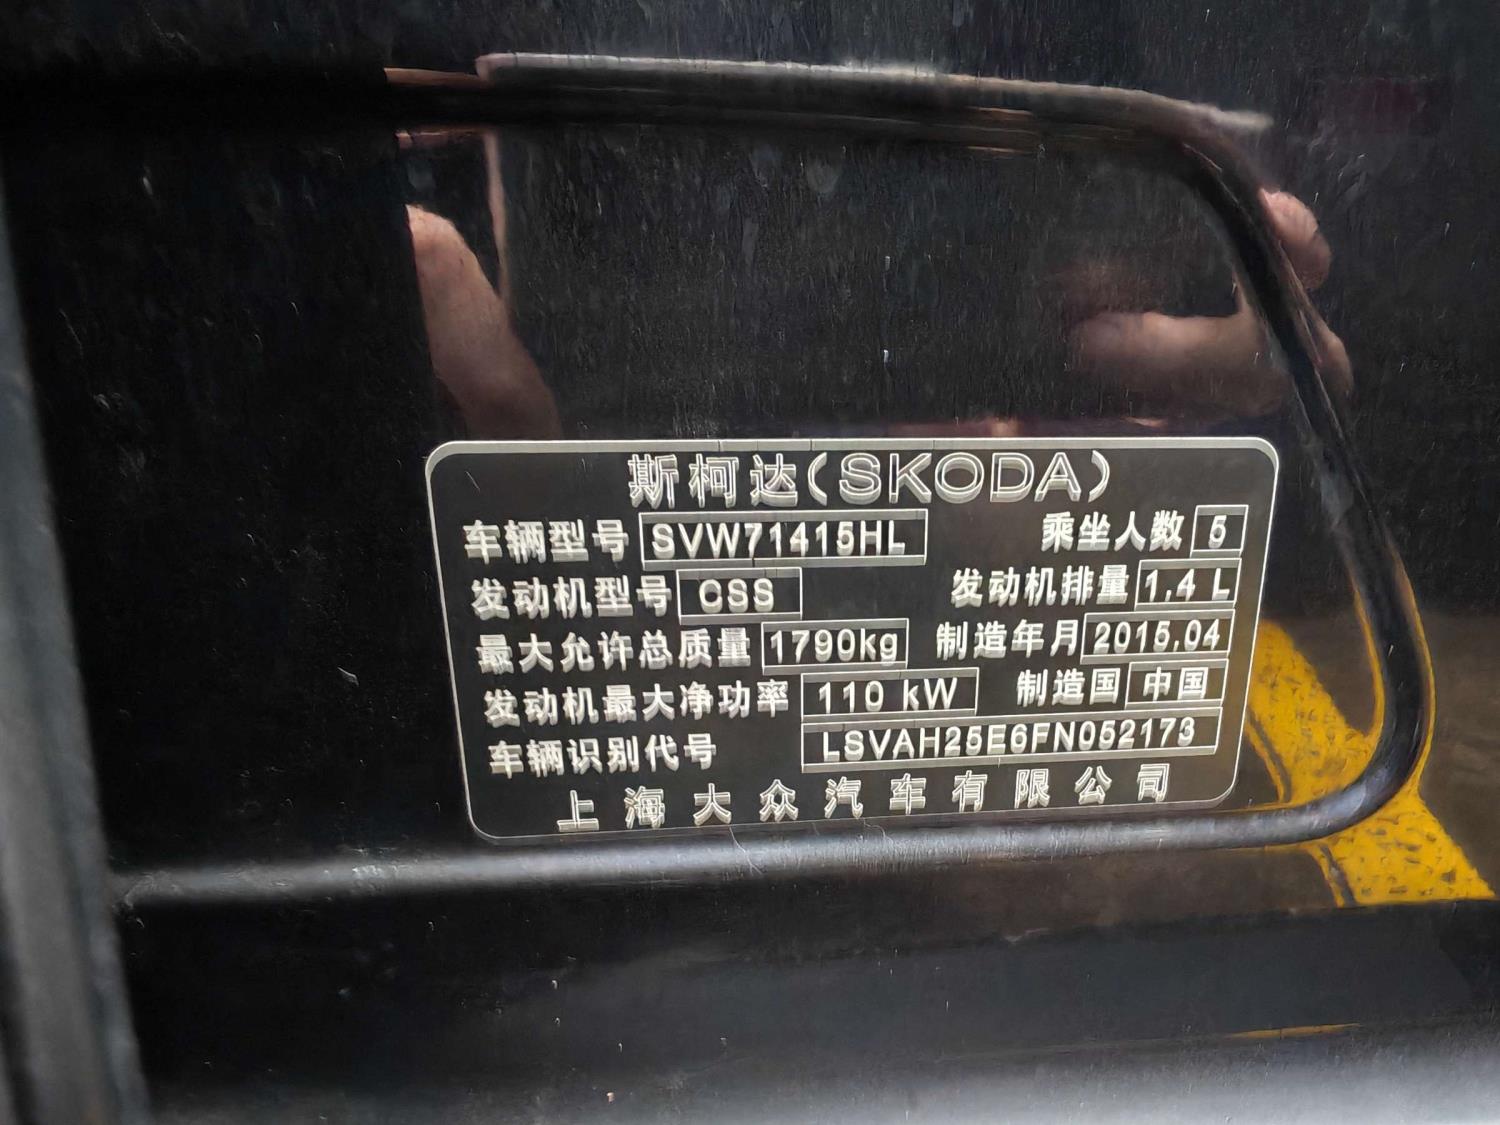 斯柯达(SKODA)
车辆型号 SVW71415HL 乘坐人数 5
发动机型号 CSS 发动机排量 1.4 L
最大允许总质量 1790kg 制造年月 2015.04
发动机最大净功率 110 kW 制造国 中国
车辆识别代号 LSVAH25E6FN052173
上海大众汽车有限公司